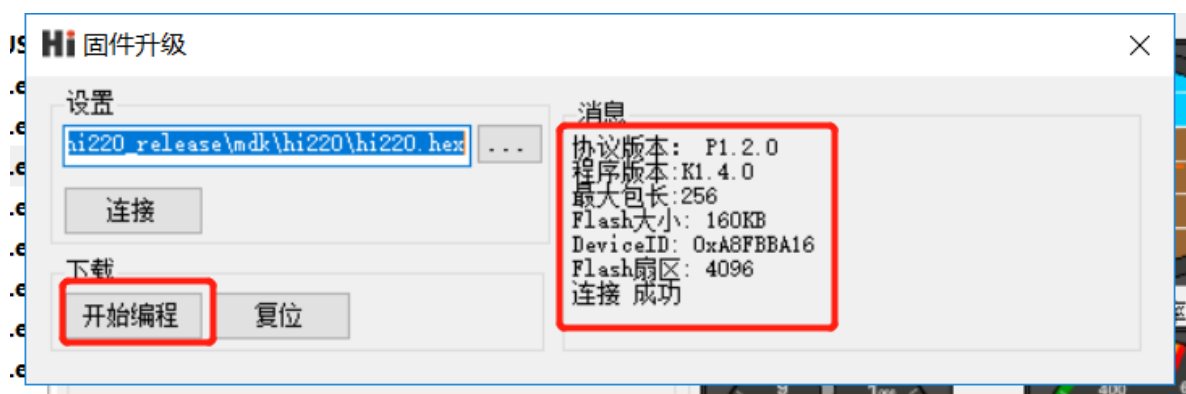 Hi 固件升级
设置
hi220_release\mdk\hi220\hi220.hex
...
连接
下载
开始编程
复位
消息
协议版本: P1.2.0
程序版本:K1.4.0
最大包长:256
Flash大小: 160KB
DeviceID: 0xA8FBBA16
Flash扇区: 4096
连接 成功
400